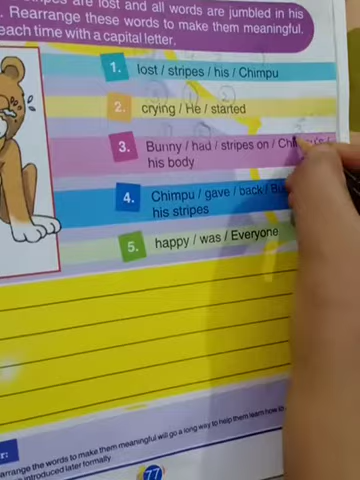 are lost and all words are jumbled in his
. Rearrange these words to make them meaningful.
each time with a capital letter.
1. lost / stripes / his / Chimpu
2. crying / He / started
3. Bunny / had / stripes on /
his body
4. Chimpu / gave / back /
his stripes
5. happy / was / Everyone
r:
arrange the words to make them meaningful will go a long way to help them learn how to
introduced later formally.
77